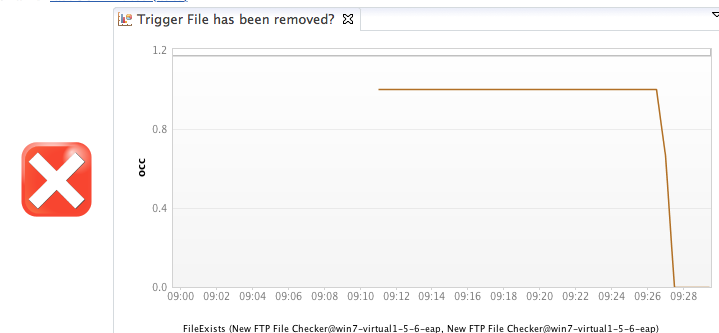 Trigger File has been removed?
1.2
0.8
occ
0.4
0.0
09:00 09:02 09:04 09:06 09:08 09:10 09:12 09:14 09:16 09:18 09:20 09:22 09:24 09:26 09:28
FileExists (New FTP File Checker@win7-virtual1-5-6-eap, New FTP File Checker@win7-virtual1-5-6-eap)